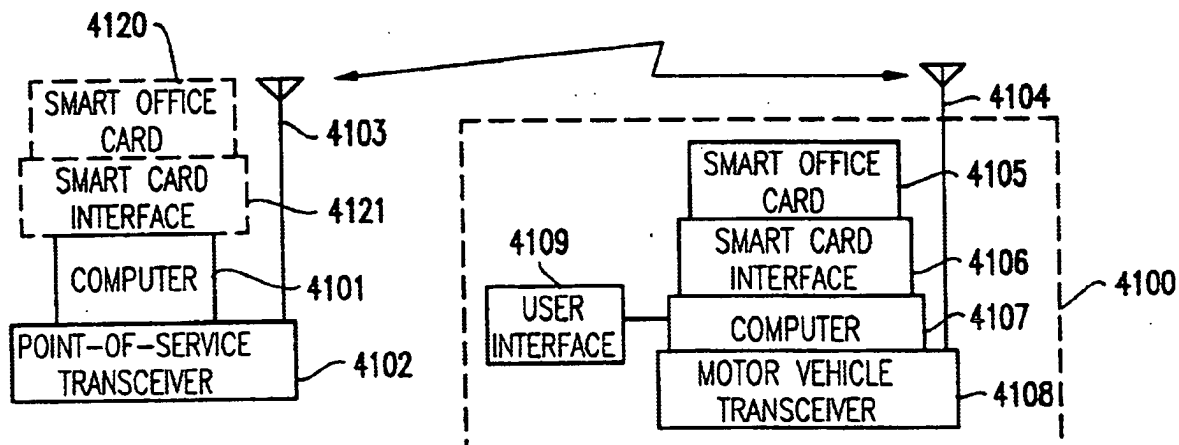 4120
SMART OFFICE
CARD
4103
SMART CARD
INTERFACE
4121
COMPUTER
4101
POINT-OF-SERVICE
TRANSCEIVER
4102
4104
SMART OFFICE
CARD
4105
SMART CARD
INTERFACE
4106
4109
USER
INTERFACE
COMPUTER
4107
4100
MOTOR VEHICLE
TRANSCEIVER
4108